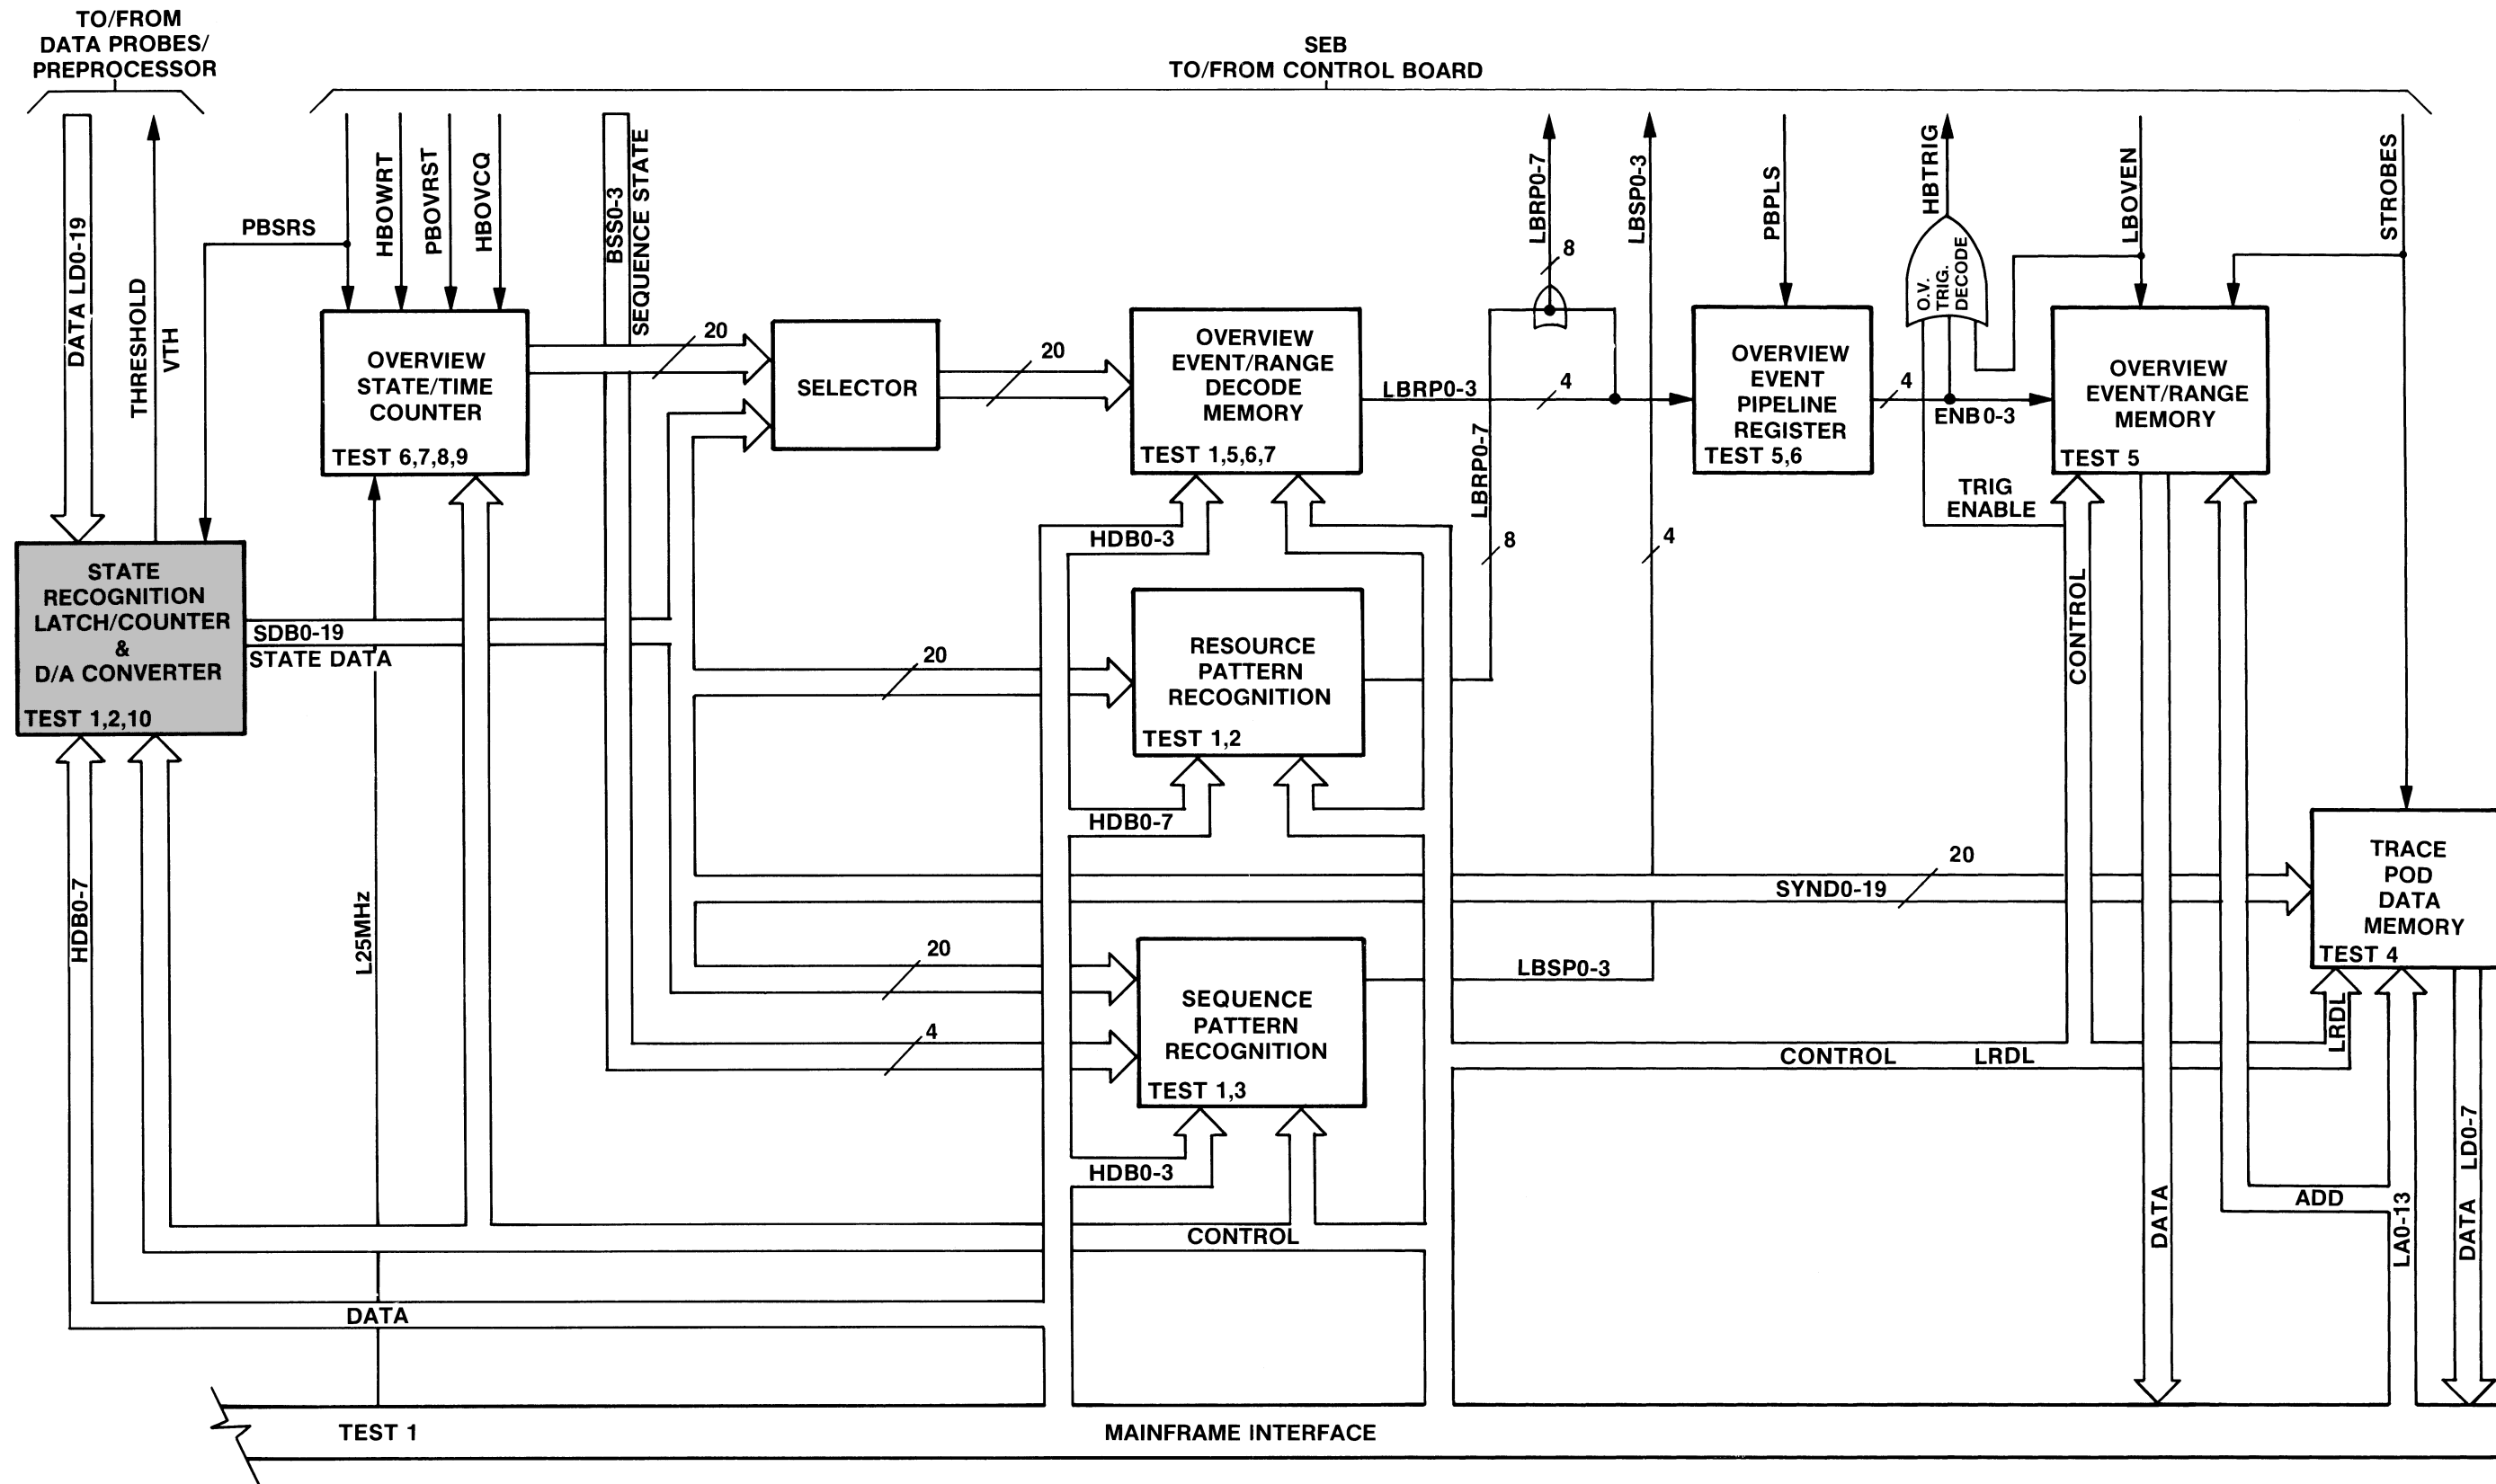 TO/FROM
DATA PROBES/
PREPROCESSOR
SEB
TO/FROM CONTROL BOARD
DATA LD0-19
THRESHOLD
VTH
PBSRS
HBOWRT
PBOVRST
HBOVCQ
BSS0-3
SEQUENCE STATE
LBRP0-7
8
LBSP0-3
PBPLS
HBTRIG
O.V.
TRIG.
DECODE
LBOVEN
STROBES
OVERVIEW
STATE/TIME
COUNTER
TEST 6,7,8,9
20
SELECTOR
20
OVERVIEW
EVENT/RANGE
DECODE
MEMORY
TEST 1,5,6,7
LBRP0-3
4
LBRP0-7
8
4
OVERVIEW
EVENT
PIPELINE
REGISTER
TEST 5,6
4
ENB0-3
OVERVIEW
EVENT/RANGE
MEMORY
TEST 5
TRIG
ENABLE
CONTROL
STATE
RECOGNITION
LATCH/COUNTER
&
D/A CONVERTER
TEST 1,2,10
SDB0-19
STATE DATA
HDB0-3
20
RESOURCE
PATTERN
RECOGNITION
TEST 1,2
HDB0-7
HDB0-7
L25MHz
20
SYND0-19
TRACE
POD
DATA
MEMORY
TEST 4
20
4
SEQUENCE
PATTERN
RECOGNITION
TEST 1,3
LBSP0-3
HDB0-3
CONTROL
LRDL
LRDL
CONTROL
DATA
ADD
LA0-13
DATA LD0-7
DATA
TEST 1
MAINFRAME INTERFACE